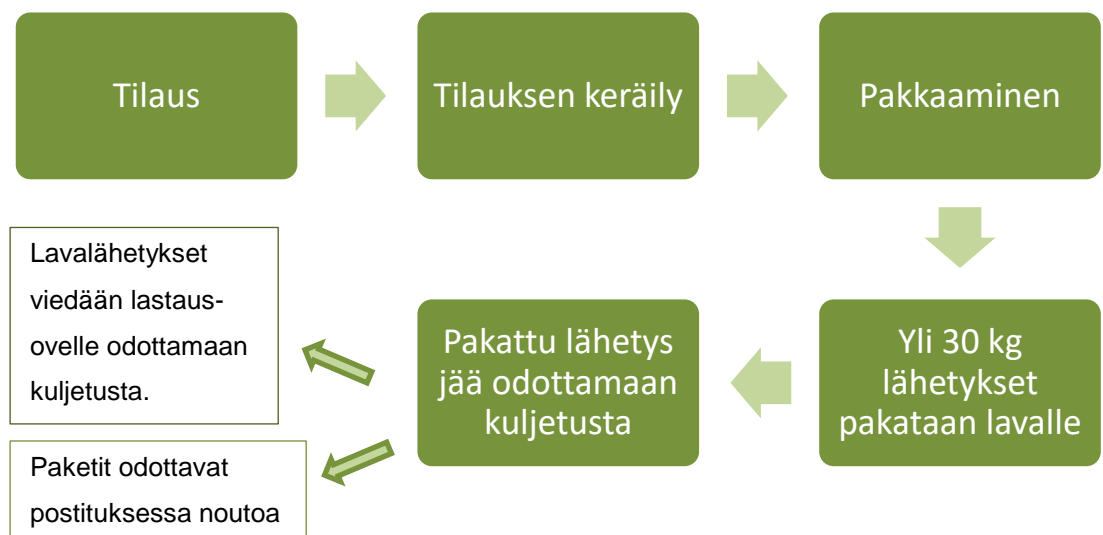 Tilaus
Tilauksen keräily
Pakkaaminen
Yli 30 kg
lähetykset
pakataan lavalle
Pakattu lähetys
jää odottamaan
kuljetusta
Lavalähetykset
viedään lastaus-
ovelle odottamaan
kuljetusta.
Paketit odottavat
postituksessa noutoa